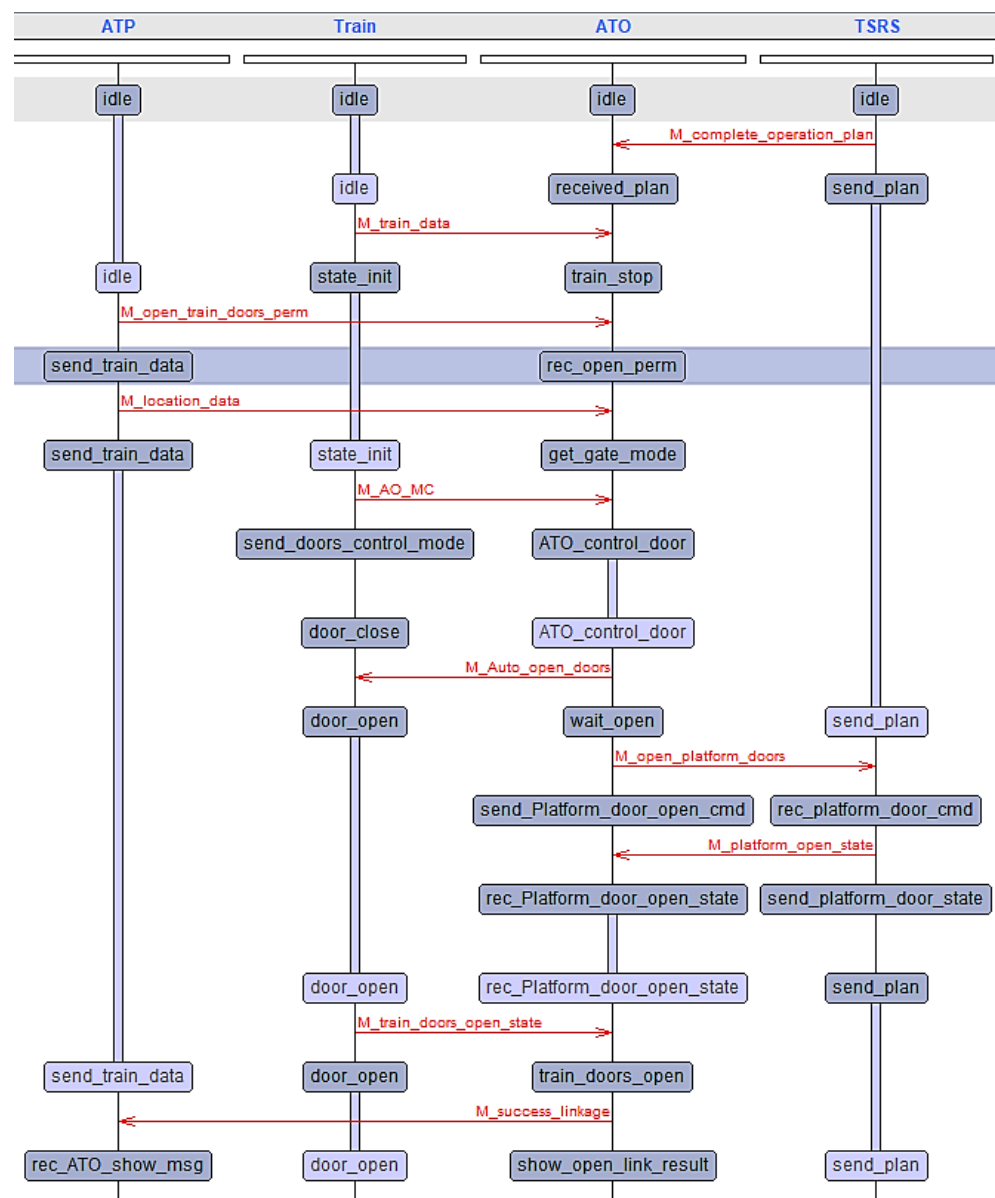 ATP Train ATO TSRS
idle idle idle idle
M_complete_operation_plan
idle received_plan send_plan
M_train_data
idle state_init train_stop
M_open_train_doors_perm
send_train_data rec_open_perm
M_location_data
send_train_data state_init get_gate_mode
M_AO_MC
send_doors_control_mode ATO_control_door
door_close ATO_control_door
M_Auto_open_doors
door_open wait_open send_plan
M_open_platform_doors
send_Platform_door_open_cmd rec_platform_door_cmd
M_platform_open_state
rec_Platform_door_open_state send_platform_door_state
door_open rec_Platform_door_open_state send_plan
M_train_doors_open_state
send_train_data door_open train_doors_open
M_success_linkage
rec_ATO_show_msg door_open show_open_link_result send_plan